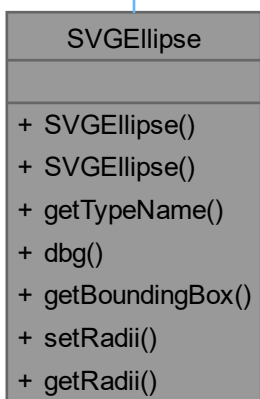 SVGEllipse
+ SVGEllipse()
+ SVGEllipse()
+ getTypeName()
+ dbg()
+ getBoundingBox()
+ setRadii()
+ getRadii()